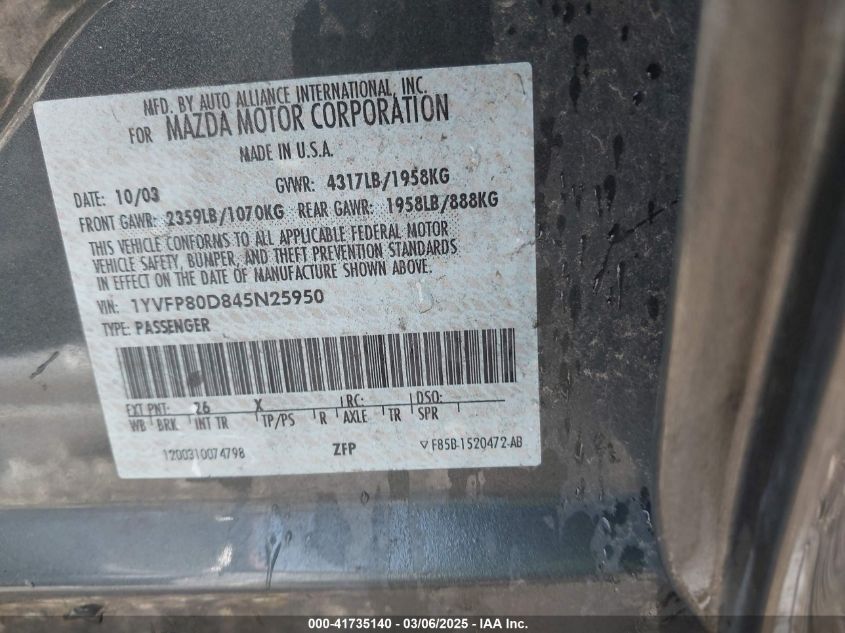 MFD. BY AUTO ALLIANCE INTERNATIONAL, INC.
FOR MAZDA MOTOR CORPORATION
MADE IN U.S.A.
DATE: 10/03 GVWR: 4317LB/1958KG
FRONT GAWR: 2359LB/1070KG REAR GAWR: 1958LB/888KG
THIS VEHICLE CONFORMS TO ALL APPLICABLE FEDERAL MOTOR
VEHICLE SAFETY, BUMPER, AND THEFT PREVENTION STANDARDS
IN EFFECT ON THE DATE OF MANUFACTURE SHOWN ABOVE.
VIN: 1YVFP80D845N25950
TYPE: PASSENGER
EXT PNT: 26 X RC: DSO:
WB BRK INT TR TP/PS R AXLE TR SPR
1200310074798 ZFP F85B-1520472-AB
000-41735140 - 03/06/2025 - IAA Inc.